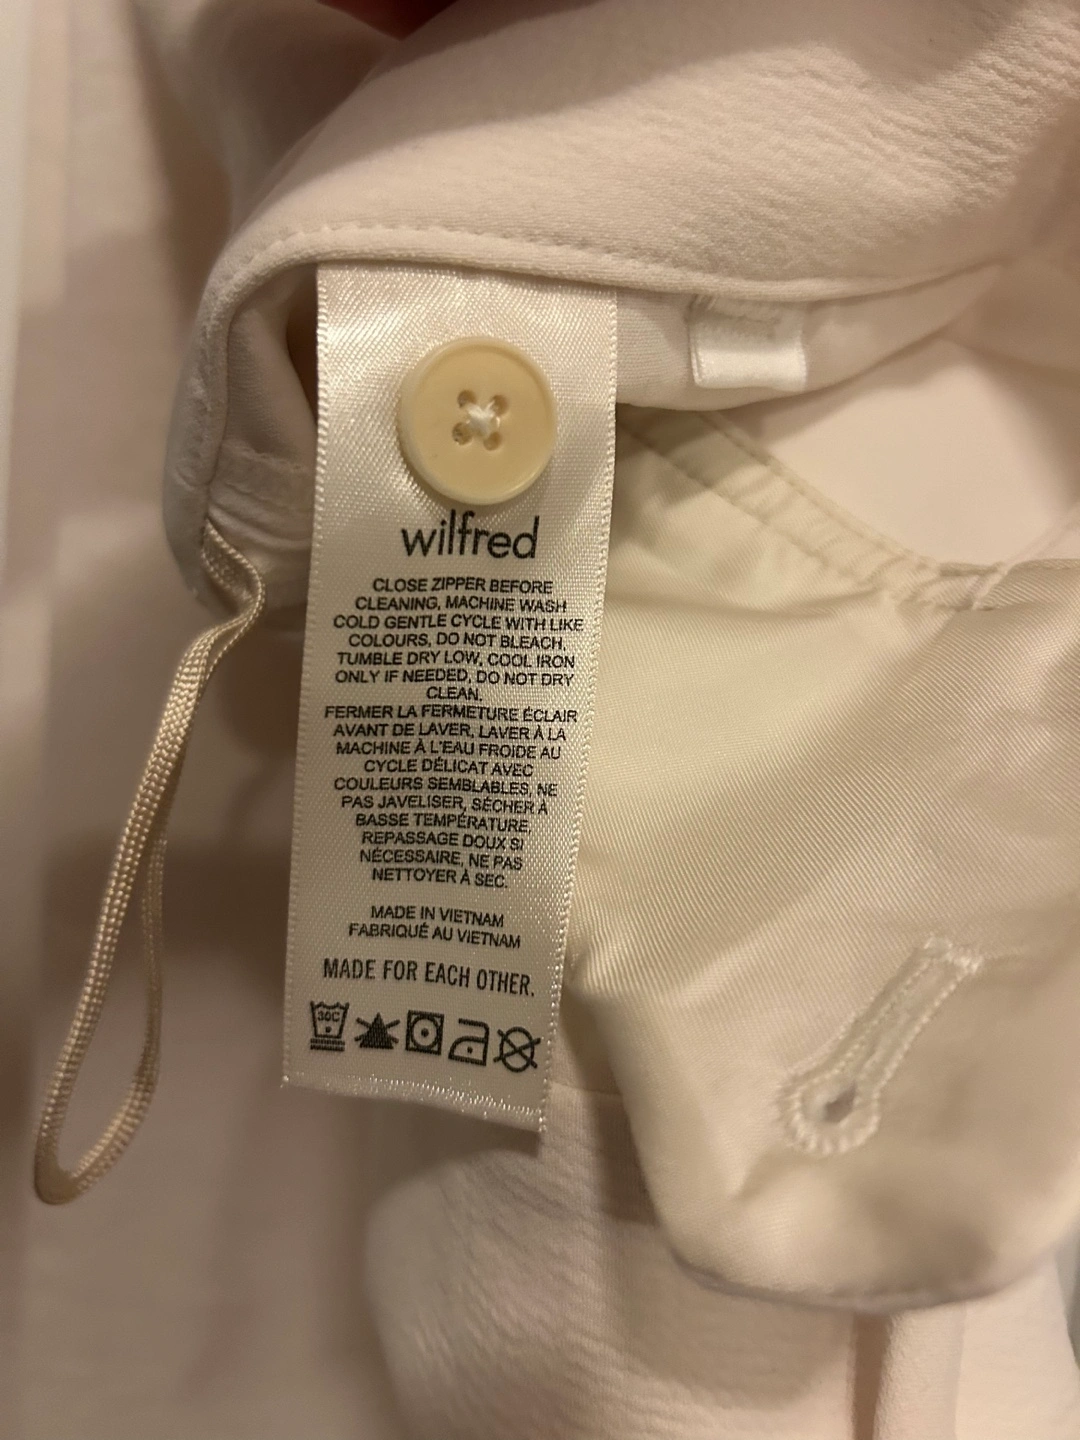 wilfred
CLOSE ZIPPER BEFORE
CLEANING, MACHINE WASH
COLD GENTLE CYCLE WITH LIKE
COLOURS, DO NOT BLEACH,
TUMBLE DRY LOW, COOL IRON
ONLY IF NEEDED, DO NOT DRY
CLEAN.
FERMER LA FERMETURE ÉCLAIR
AVANT DE LAVER, LAVER À LA
MACHINE À L'EAU FROIDE AU
CYCLE DÉLICAT AVEC
COULEURS SEMBLABLES, NE
PAS JAVELISER, SÉCHER À
BASSE TEMPÉRATURE,
REPASSAGE DOUX SI
NÉCESSAIRE, NE PAS
NETTOYER À SEC.
MADE IN VIETNAM
FABRIQUÉ AU VIETNAM
MADE FOR EACH OTHER.
30C